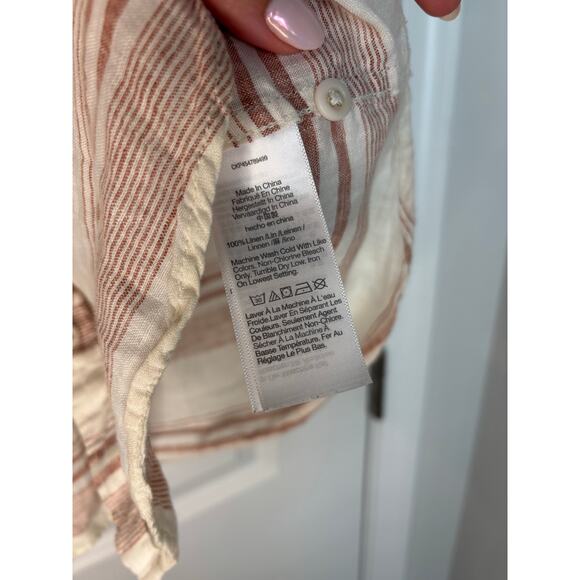 Made In China
Fabriqué En Chine
Hergestellt In China
Vervaardigd In China
中国製
hecho en china
100% Linen /Lin /Leinen/
Linnen /麻 /lino
Machine Wash Cold With Like
Colors. Non-Chlorine Bleach
Only. Tumble Dry Low. Iron
On Lowest Setting.
Laver À La Machine À L'eau
Froide.Laver En Séparant Les
Couleurs. Seulement Agent
De Blanchiment Non-Chlore.
Sécher À La Machine À
Basse Température. Fer Au
Réglage Le Plus Bas.